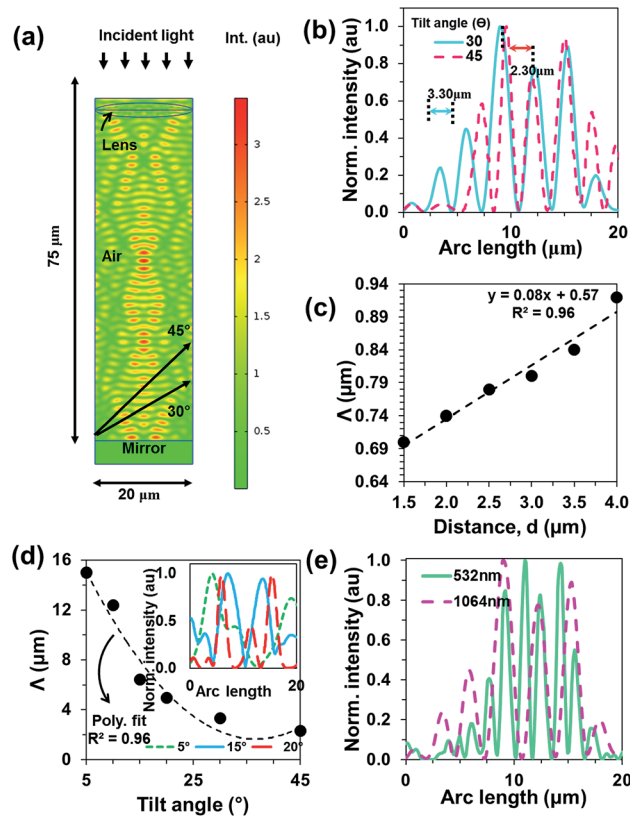 (a)
Incident light
Int. (au)
Lens
Air
75 µm
45°
30°
Mirror
20 µm
3
2.5
2
1.5
1
0.5
(b)
Norm. intensity (au)
1.0
0.8
0.6
0.4
0.2
0.0
Tilt angle (Θ)
30
45
2.30µm
3.30µm
0
10
20
Arc length (µm)
(c)
Λ (µm)
0.94
0.89
0.84
0.79
0.74
0.69
0.64
y = 0.08x + 0.57
R² = 0.96
1.5
2.0
2.5
3.0
3.5
4.0
Distance, d (µm)
(d)
Λ (µm)
16
12
8
4
0
Poly. fit
R² = 0.96
Norm. intensity (au)
1.0
0.5
0.0
0
20
Arc length
5°
15°
20°
5
15
25
35
45
Tilt angle (°)
(e)
Norm. intensity (au)
1.0
0.8
0.6
0.4
0.2
0.0
532nm
1064nm
0
10
20
Arc length (µm)